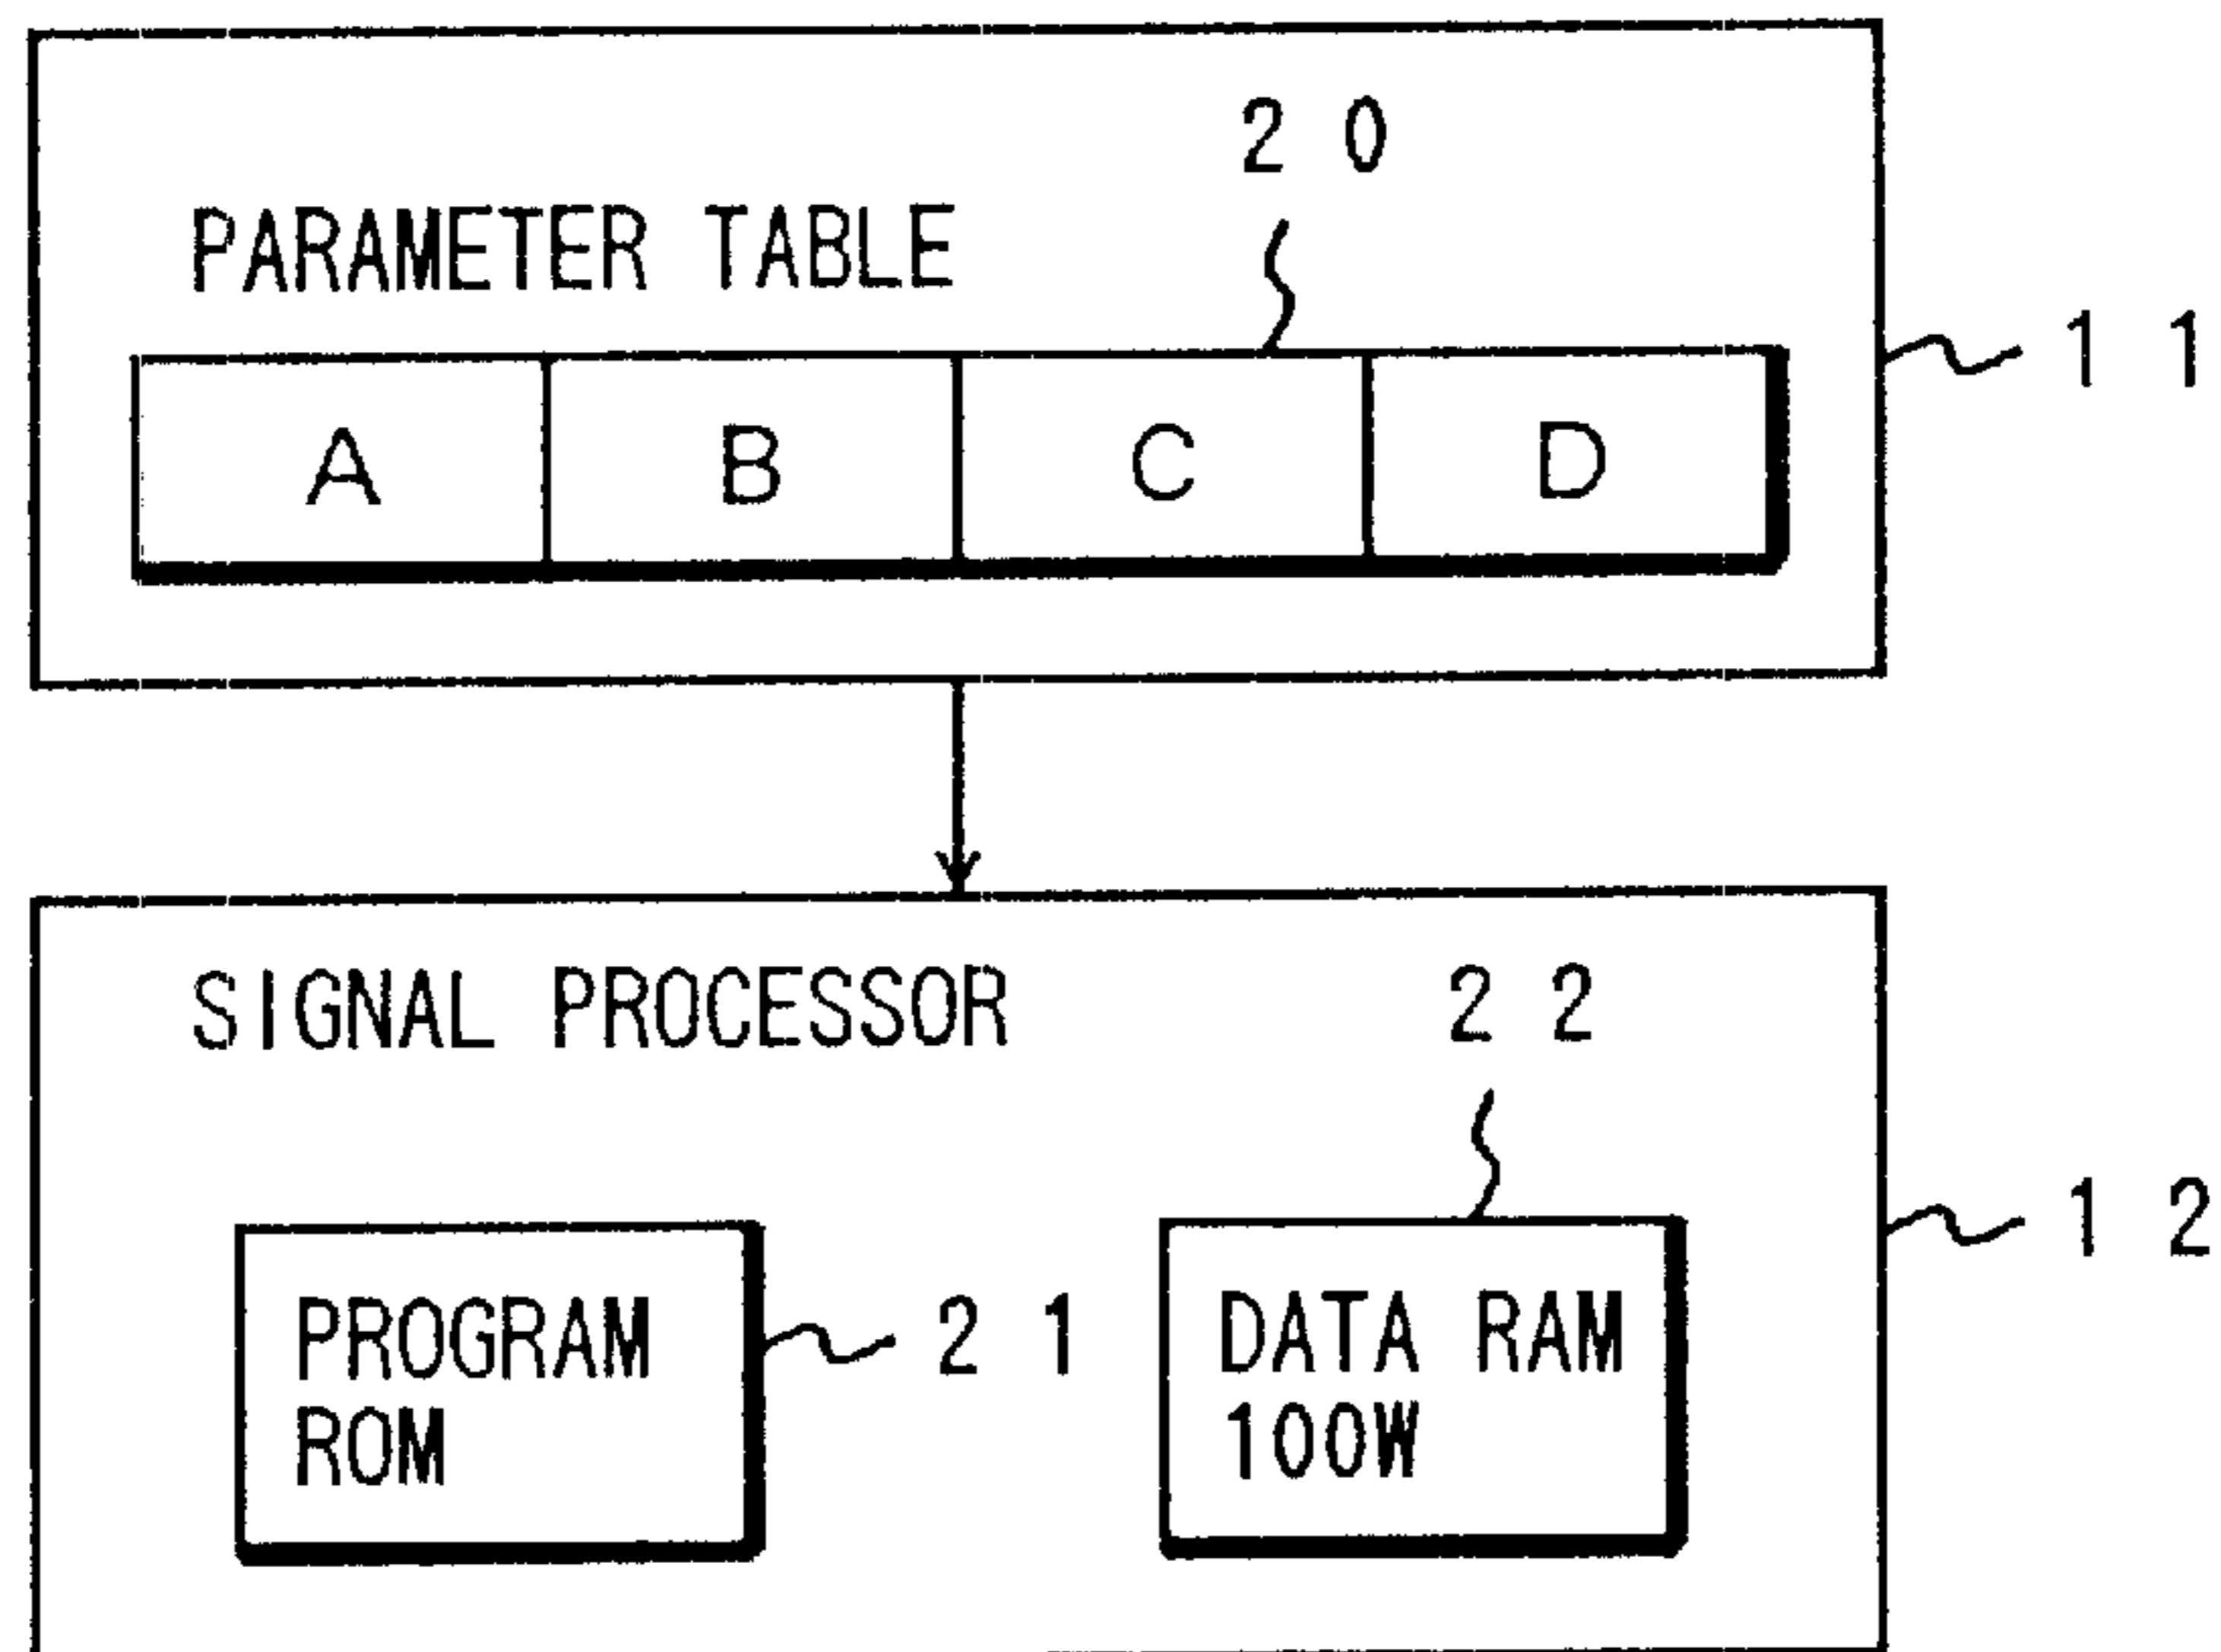 20
PARAMETER TABLE
11
A B C D
SIGNAL PROCESSOR
22
12
PROGRAM
ROM
21
DATA RAM
100W